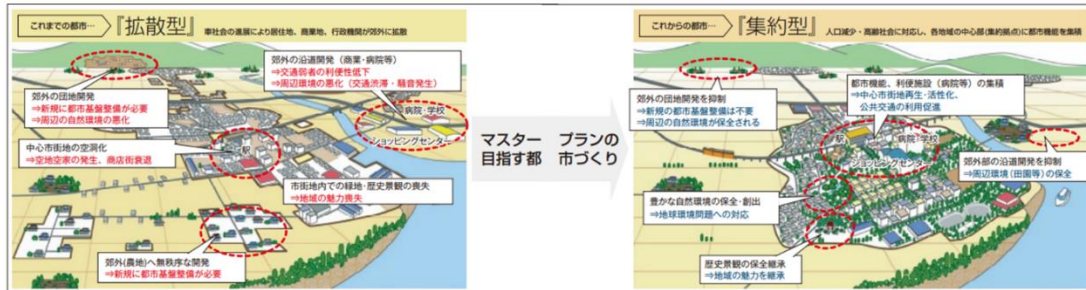 これまでの都市… 『拡散型』 車社会の進展により居住地、商業地、行政機関が郊外に拡散
郊外の沿道開発（商業・病院等）
⇒交通弱者の利便性低下
⇒周辺環境の悪化（交通渋滞・騒音発生）
郊外の団地開発
⇒新規に都市基盤整備が必要
⇒周辺の自然環境の悪化
病院・学校
ショッピングセンター
中心市街地の空洞化
⇒空地空家の発生、商店街衰退
駅
市街地内での緑地・歴史景観の喪失
⇒地域の魅力喪失
郊外(農地)へ無秩序な開発
⇒新規に都市基盤整備が必要
マスター プランの
目指す都 市づくり
これからの都市… 『集約型』 人口減少・高齢社会に対応し、各地域の中心部(集約拠点)に都市機能を集積
郊外の団地開発を抑制
⇒新規の都市基盤整備は不要
⇒周辺の自然環境が保全される
都市機能、利便施設（病院等）の集積
⇒中心市街地再生・活性化、
公共交通の利用促進
駅
病院・学校
ショッピングセンター
郊外部の沿道開発を抑制
⇒周辺環境（田園等）の保全
豊かな自然環境の保全・創出
⇒地球環境問題への対応
歴史景観の保全継承
⇒地域の魅力を継承